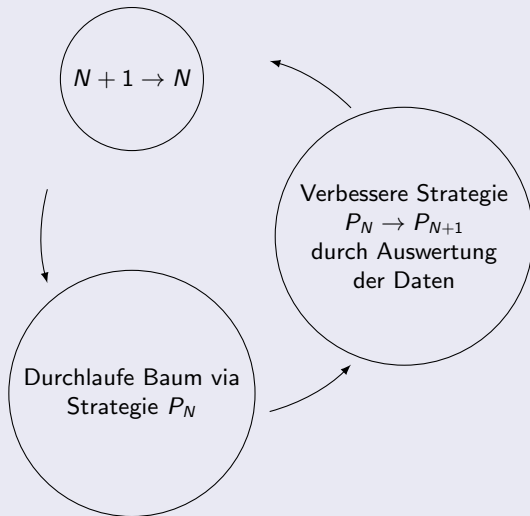 N + 1 → N
Verbessere Strategie
P_N → P_{N+1}
durch Auswertung
der Daten
Durchlaufe Baum via
Strategie P_N